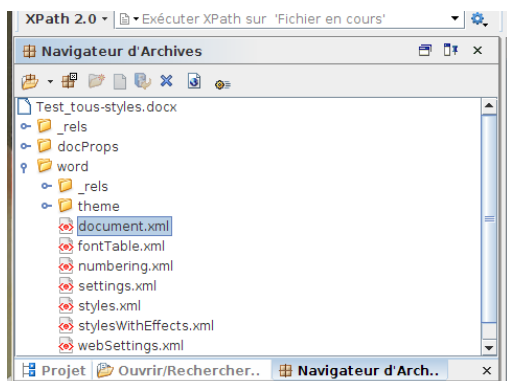 XPath 2.0 Exécuter XPath sur 'Fichier en cours'
Navigateur d'Archives
Test_tous-styles.docx
_rels
docProps
word
_rels
theme
document.xml
fontTable.xml
numbering.xml
settings.xml
styles.xml
stylesWithEffects.xml
webSettings.xml
Projet Ouvrir/Rechercher.. Navigateur d'Arch..